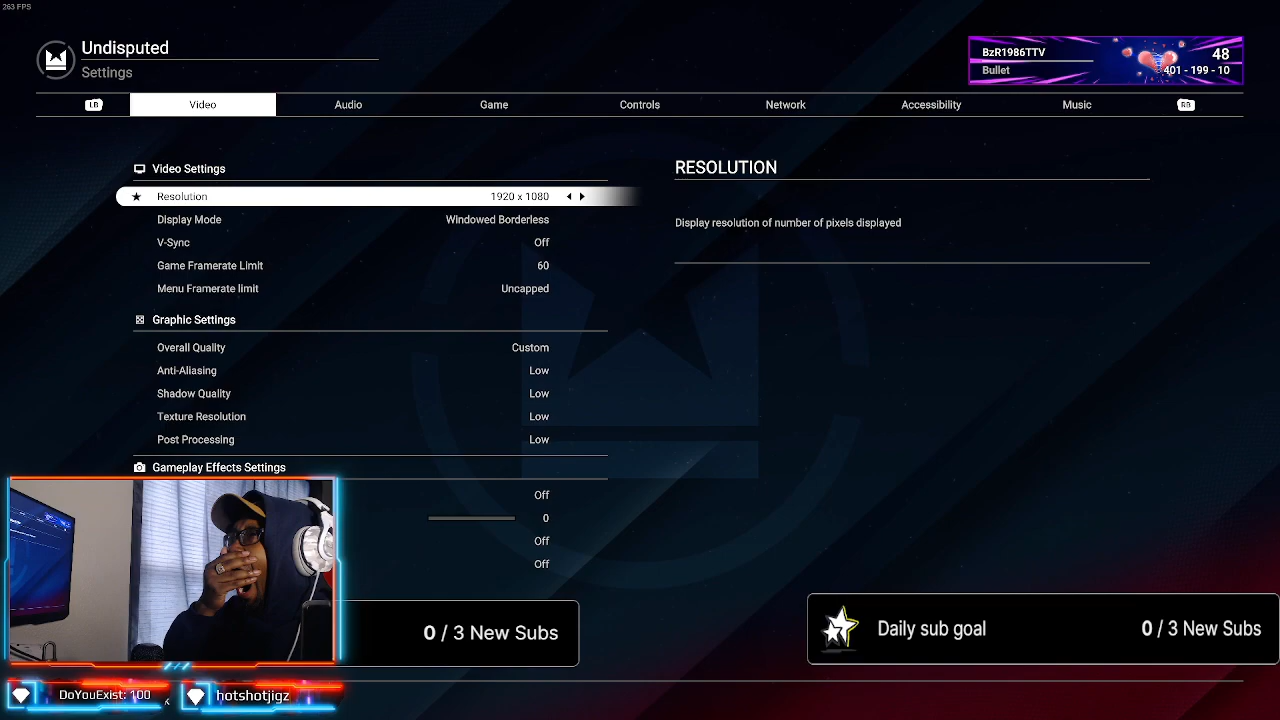 263 FPS
Undisputed
Settings
BzR1986TTV
48
Bullet
401 - 199 - 10
LB
Video
Audio
Game
Controls
Network
Accessibility
Music
RB
Video Settings
Resolution 1920 x 1080
Display Mode Windowed Borderless
V-Sync Off
Game Framerate Limit 60
Menu Framerate limit Uncapped
Graphic Settings
Overall Quality Custom
Anti-Aliasing Low
Shadow Quality Low
Texture Resolution Low
Post Processing Low
Gameplay Effects Settings
Off
0
Off
Off
RESOLUTION
Display resolution of number of pixels displayed
0 / 3 New Subs
Daily sub goal 0 / 3 New Subs
DoYouExist: 100
hotshotjigz